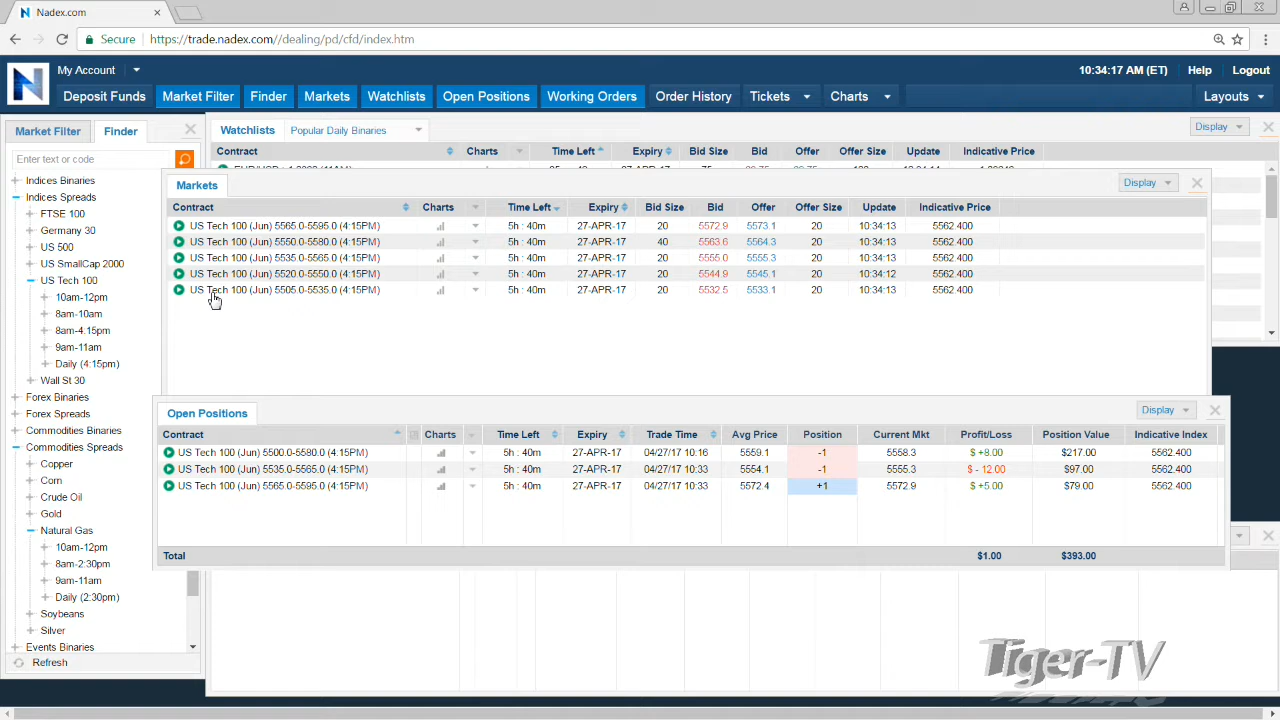 Nadex.com
Secure https://trade.nadex.com//dealing/pd/cfd/index.htm
My Account
10:34:17 AM (ET) Help Logout
Deposit Funds Market Filter Finder Markets Watchlists Open Positions Working Orders Order History Tickets Charts Layouts
Market Filter Finder
Enter text or code
Indices Binaries
Indices Spreads
FTSE 100
Germany 30
US 500
US SmallCap 2000
US Tech 100
10am-12pm
8am-10am
8am-4.15pm
9am-11am
Daily (4:15pm)
Wall St 30
Forex Binaries
Forex Spreads
Commodities Binaries
Commodities Spreads
Copper
Corn
Crude Oil
Gold
Natural Gas
10am-12pm
8am-2:30pm
9am-11am
Daily (2:30pm)
Soybeans
Silver
Events Binaries
Refresh
Watchlists Popular Daily Binaries Display
Contract Charts Time Left Expiry Bid Size Bid Offer Offer Size Update Indicative Price
Markets Display
Contract Charts Time Left Expiry Bid Size Bid Offer Offer Size Update Indicative Price
US Tech 100 (Jun) 5565.0-5595.0 (4:15PM) 5h : 40m 27-APR-17 20 5572.9 5573.1 20 10:34:13 5562.400
US Tech 100 (Jun) 5550.0-5580.0 (4:15PM) 5h : 40m 27-APR-17 40 5563.6 5564.3 20 10:34:13 5562.400
US Tech 100 (Jun) 5535.0-5565.0 (4:15PM) 5h : 40m 27-APR-17 20 5555.0 5555.3 20 10:34:13 5562.400
US Tech 100 (Jun) 5520.0-5550.0 (4:15PM) 5h : 40m 27-APR-17 20 5544.9 5545.1 20 10:34:12 5562.400
US Tech 100 (Jun) 5505.0-5535.0 (4:15PM) 5h : 40m 27-APR-17 20 5532.5 5533.1 20 10:34:13 5562.400
Open Positions Display
Contract Charts Time Left Expiry Trade Time Avg Price Position Current Mkt Profit/Loss Position Value Indicative Index
US Tech 100 (Jun) 5500.0-5580.0 (4:15PM) 5h : 40m 27-APR-17 04/27/17 10:16 5559.1 -1 5558.3 $ +8.00 $217.00 5562.400
US Tech 100 (Jun) 5535.0-5565.0 (4:15PM) 5h : 40m 27-APR-17 04/27/17 10:33 5554.1 -1 5555.3 $ - 12.00 $97.00 5562.400
US Tech 100 (Jun) 5565.0-5595.0 (4:15PM) 5h : 40m 27-APR-17 04/27/17 10:33 5572.4 +1 5572.9 $ +5.00 $79.00 5562.400
Total $1.00 $393.00
Tiger-TV